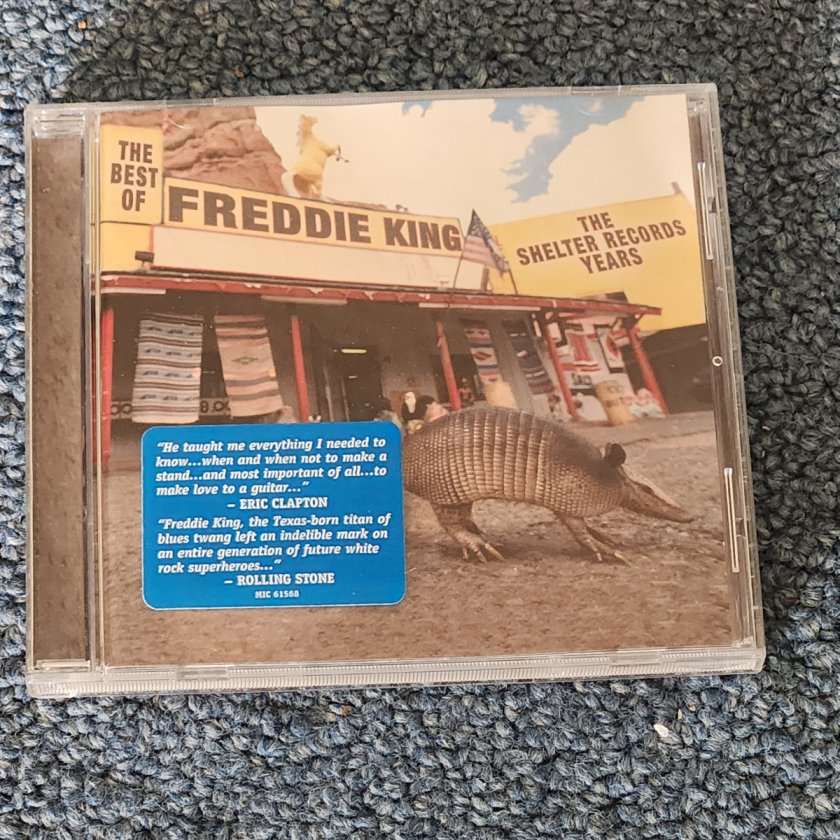 THE
BEST
OF
FREDDIE KING
THE
SHELTER RECORDS
YEARS
"He taught me everything I needed to
know...when and when not to make a
stand...and most important of all...to
make love to a guitar..."
– ERIC CLAPTON
"Freddie King, the Texas-born titan of
blues twang left an indelible mark on
an entire generation of future white
rock superheroes..."
– ROLLING STONE
MIC 61568